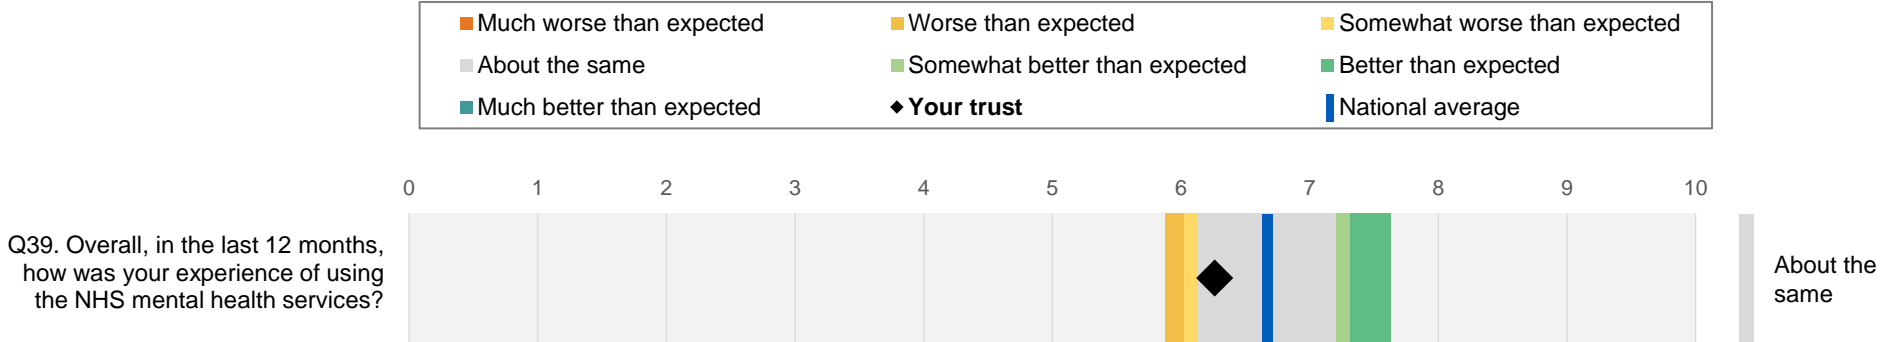 Much worse than expected Worse than expected Somewhat worse than expected
About the same Somewhat better than expected Better than expected
Much better than expected Your trust National average
0 1 2 3 4 5 6 7 8 9 10
Q39. Overall, in the last 12 months,
how was your experience of using
the NHS mental health services?
About the
same